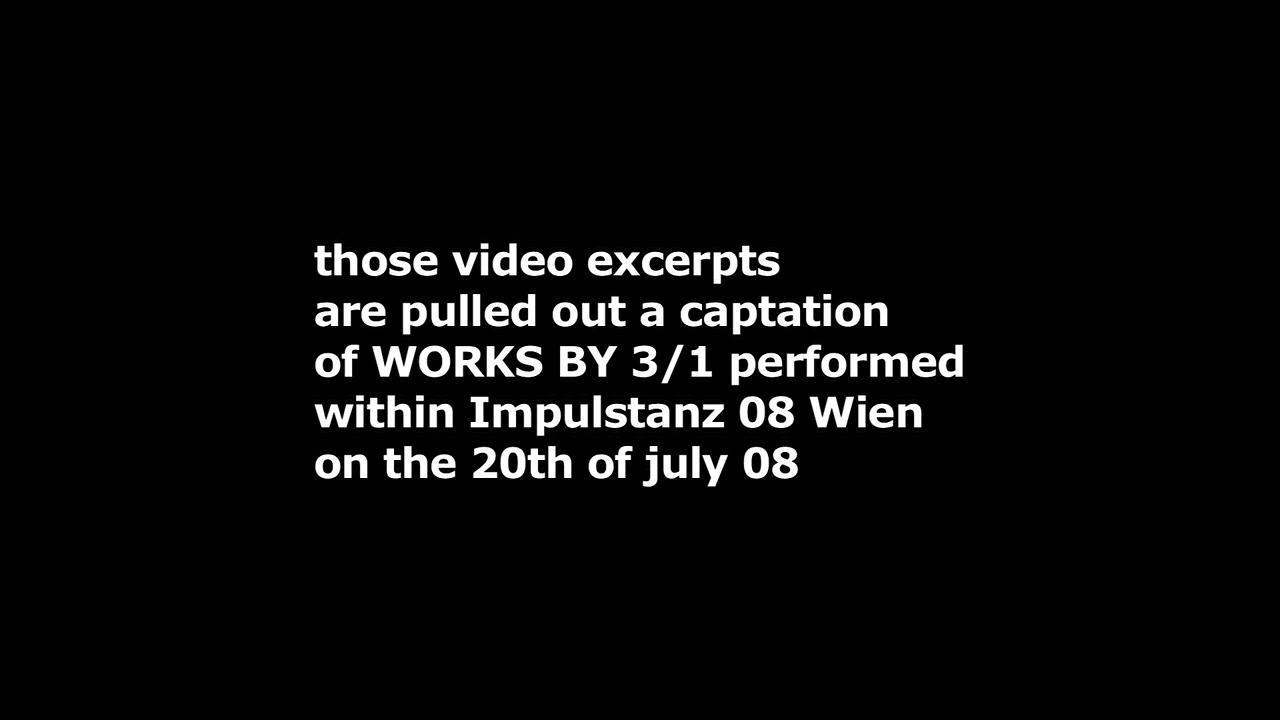 those video excerpts
are pulled out a captation
of WORKS BY 3/1 performed
within Impulstanz 08 Wien
on the 20th of july 08